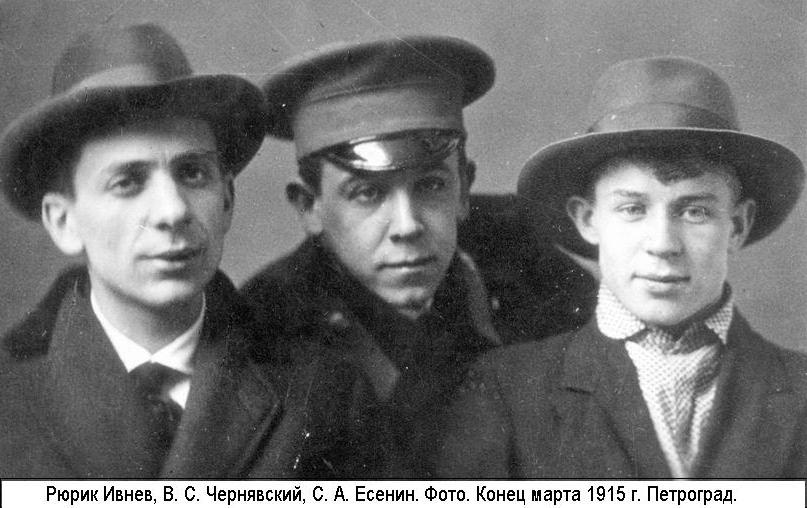 Рюрик Ивнев, В. С. Чернявский, С. А. Есенин. Фото. Конец марта 1915 г. Петроград.